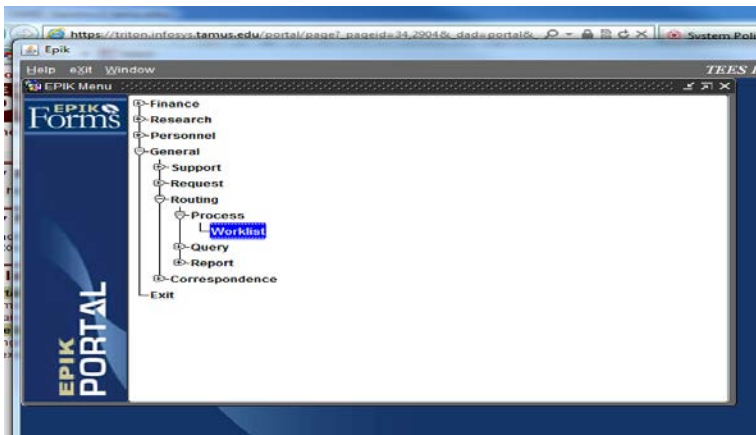 https://triton.infosys.tamus.edu/portal/page?_pageid=34,2904&_dad=portal&
System Poli
Epik
Help eXit Window
TEES
EPIK Menu
EPIK
Forms
Finance
Research
Personnel
General
Support
Request
Routing
Process
Worklist
Query
Report
Correspondence
Exit
EPIK
PORTAL